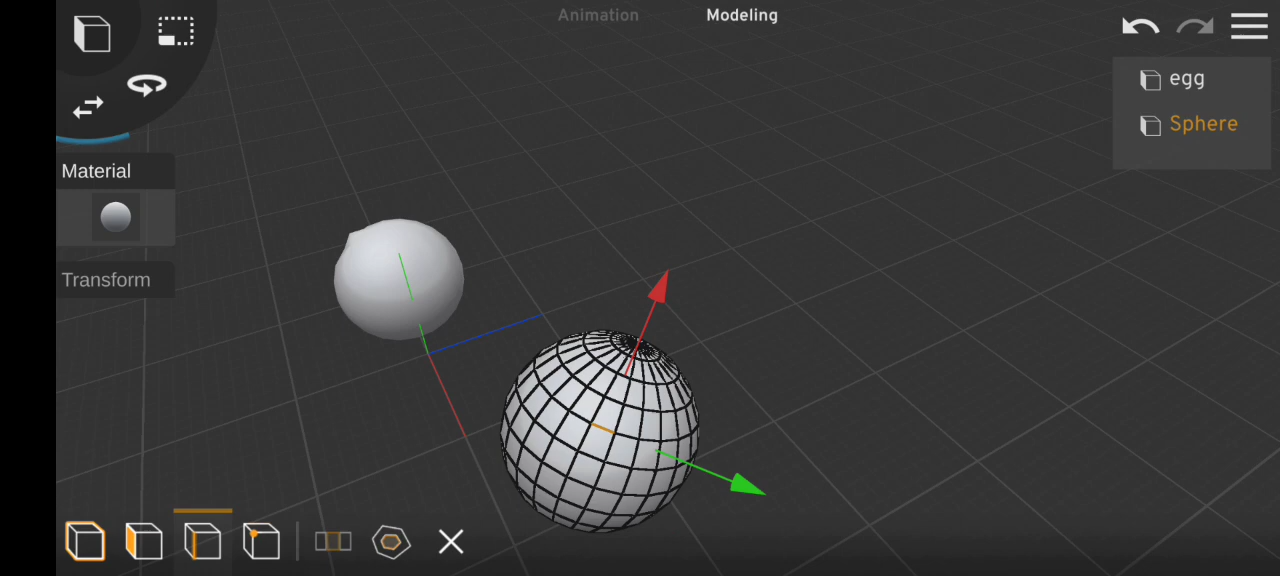 Animation Modeling
egg
Sphere
Material
Transform